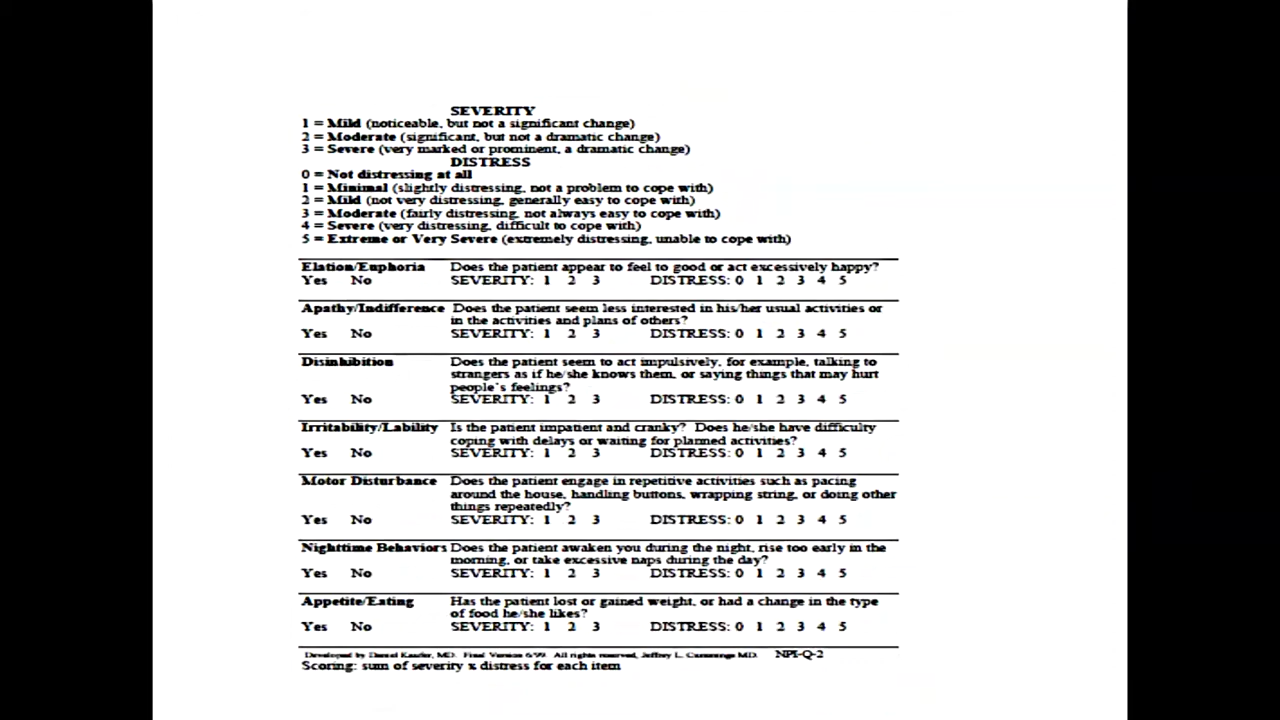 SEVERITY
1 = Mild (noticeable, but not a significant change)
2 = Moderate (significant, but not a dramatic change)
3 = Severe (very marked or prominent, a dramatic change)
DISTRESS
0 = Not distressing at all
1 = Minimal (slightly distressing, not a problem to cope with)
2 = Mild (not very distressing, generally easy to cope with)
3 = Moderate (fairly distressing, not always easy to cope with)
4 = Severe (very distressing, difficult to cope with)
5 = Extreme or Very Severe (extremely distressing, unable to cope with)
Elation/Euphoria Does the patient appear to feel to good or act excessively happy?
Yes No SEVERITY: 1 2 3 DISTRESS: 0 1 2 3 4 5
Apathy/Indifference Does the patient seem less interested in his/her usual activities or
in the activities and plans of others?
Yes No SEVERITY: 1 2 3 DISTRESS: 0 1 2 3 4 5
Disinhibition Does the patient seem to act impulsively, for example, talking to
strangers as if he/she knows them, or saying things that may hurt
people's feelings?
Yes No SEVERITY: 1 2 3 DISTRESS: 0 1 2 3 4 5
Irritability/Lability Is the patient impatient and cranky? Does he/she have difficulty
coping with delays or waiting for planned activities?
Yes No SEVERITY: 1 2 3 DISTRESS: 0 1 2 3 4 5
Motor Disturbance Does the patient engage in repetitive activities such as pacing
around the house, handling buttons, wrapping string, or doing other
things repeatedly?
Yes No SEVERITY: 1 2 3 DISTRESS: 0 1 2 3 4 5
Nighttime Behaviors Does the patient awaken you during the night, rise too early in the
morning, or take excessive naps during the day?
Yes No SEVERITY: 1 2 3 DISTRESS: 0 1 2 3 4 5
Appetite/Eating Has the patient lost or gained weight, or had a change in the type
of food he/she likes?
Yes No SEVERITY: 1 2 3 DISTRESS: 0 1 2 3 4 5
Developed by Daniel Kaufer, MD. Final Version 6/99. All rights reserved, Jeffrey L. Cummings MD. NPI-Q-2
Scoring: sum of severity x distress for each item